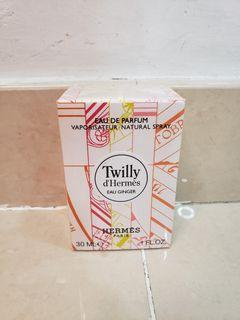 EAU DE PARFUM
VAPORISATEUR · NATURAL SPRAY
Twilly
d'Hermès
EAU GINGER
HERMÈS
PARIS
30 ML ℮ 1 FL.OZ.